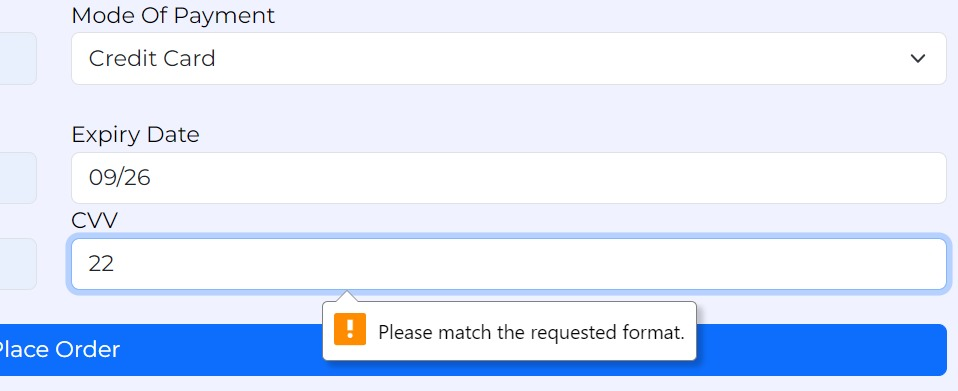 Mode Of Payment
Credit Card
Expiry Date
09/26
CVV
22
Please match the requested format.
Place Order